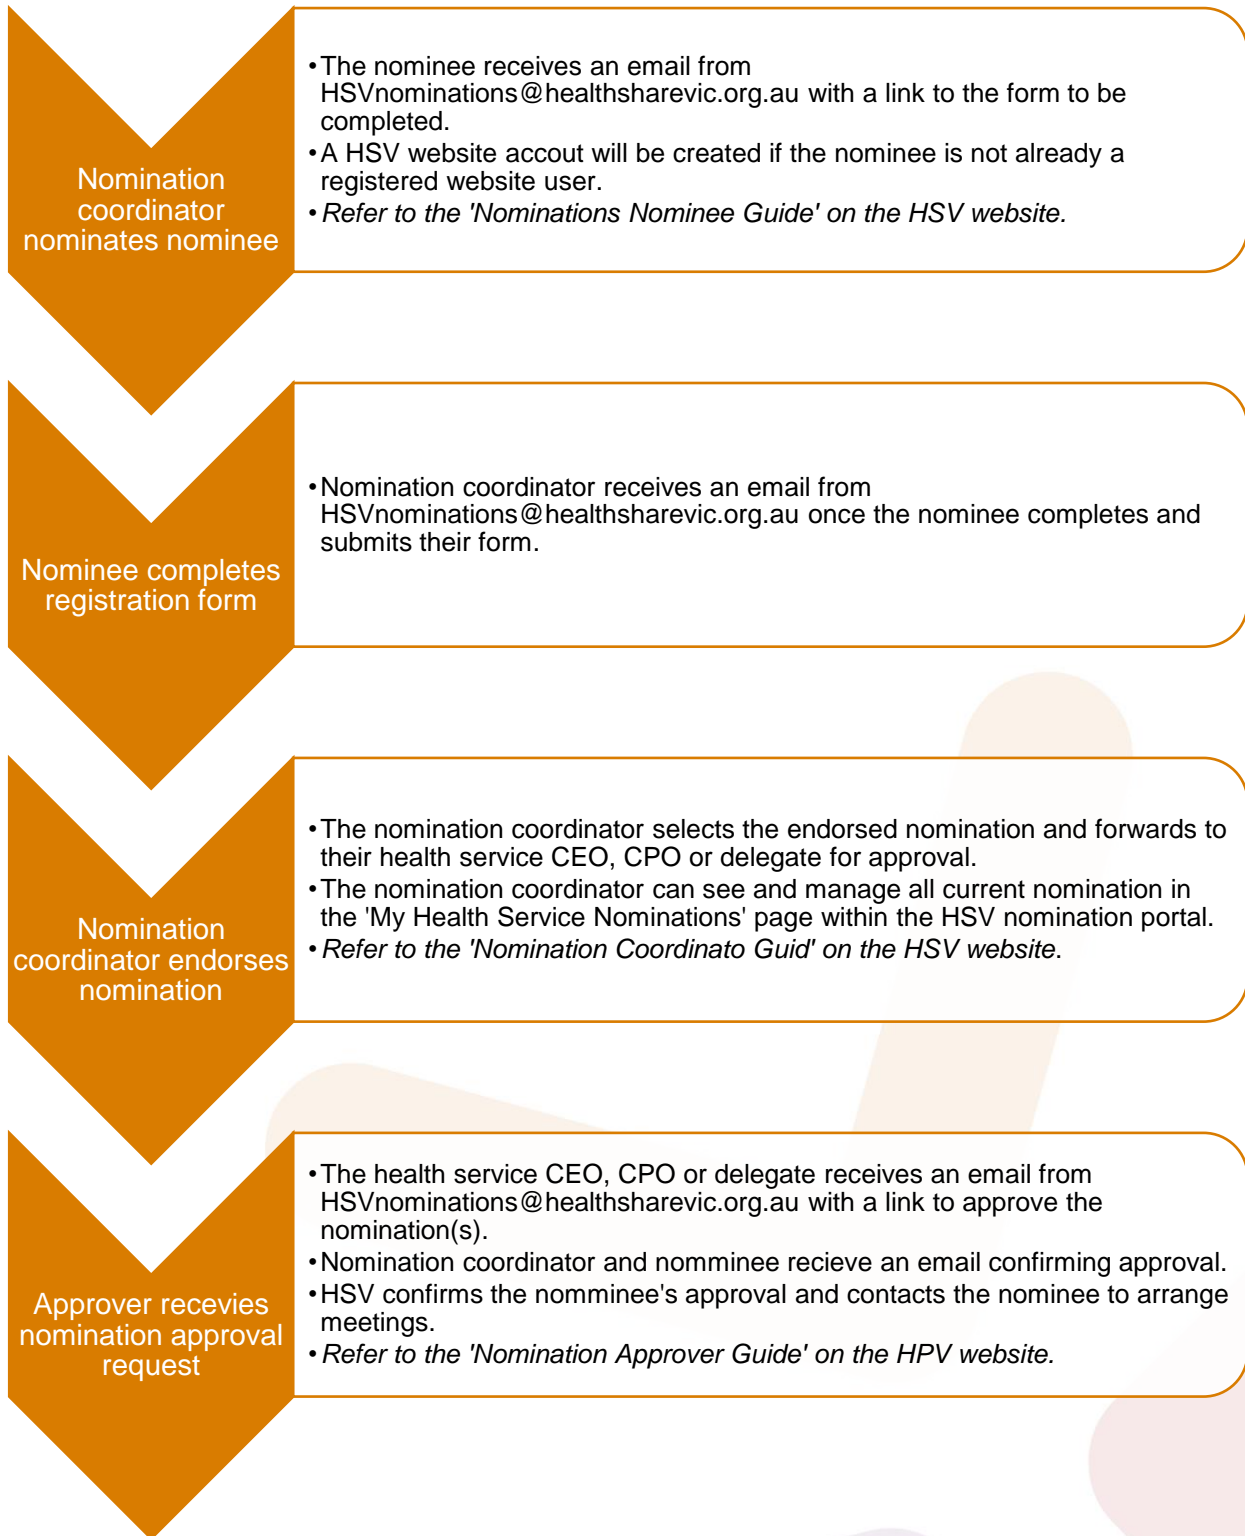 Nomination
coordinator
nominates nominee
•The nominee receives an email from
HSVnominations@healthsharevic.org.au with a link to the form to be
completed.
•A HSV website accout will be created if the nominee is not already a
registered website user.
•Refer to the 'Nominations Nominee Guide' on the HSV website.
Nominee completes
registration form
•Nomination coordinator receives an email from
HSVnominations@healthsharevic.org.au once the nominee completes and
submits their form.
Nomination
coordinator endorses
nomination
•The nomination coordinator selects the endorsed nomination and forwards to
their health service CEO, CPO or delegate for approval.
•The nomination coordinator can see and manage all current nomination in
the 'My Health Service Nominations' page within the HSV nomination portal.
•Refer to the 'Nomination Coordinato Guid' on the HSV website.
Approver recevies
nomination approval
request
•The health service CEO, CPO or delegate receives an email from
HSVnominations@healthsharevic.org.au with a link to approve the
nomination(s).
•Nomination coordinator and nomminee recieve an email confirming approval.
•HSV confirms the nomminee's approval and contacts the nominee to arrange
meetings.
•Refer to the 'Nomination Approver Guide' on the HPV website.